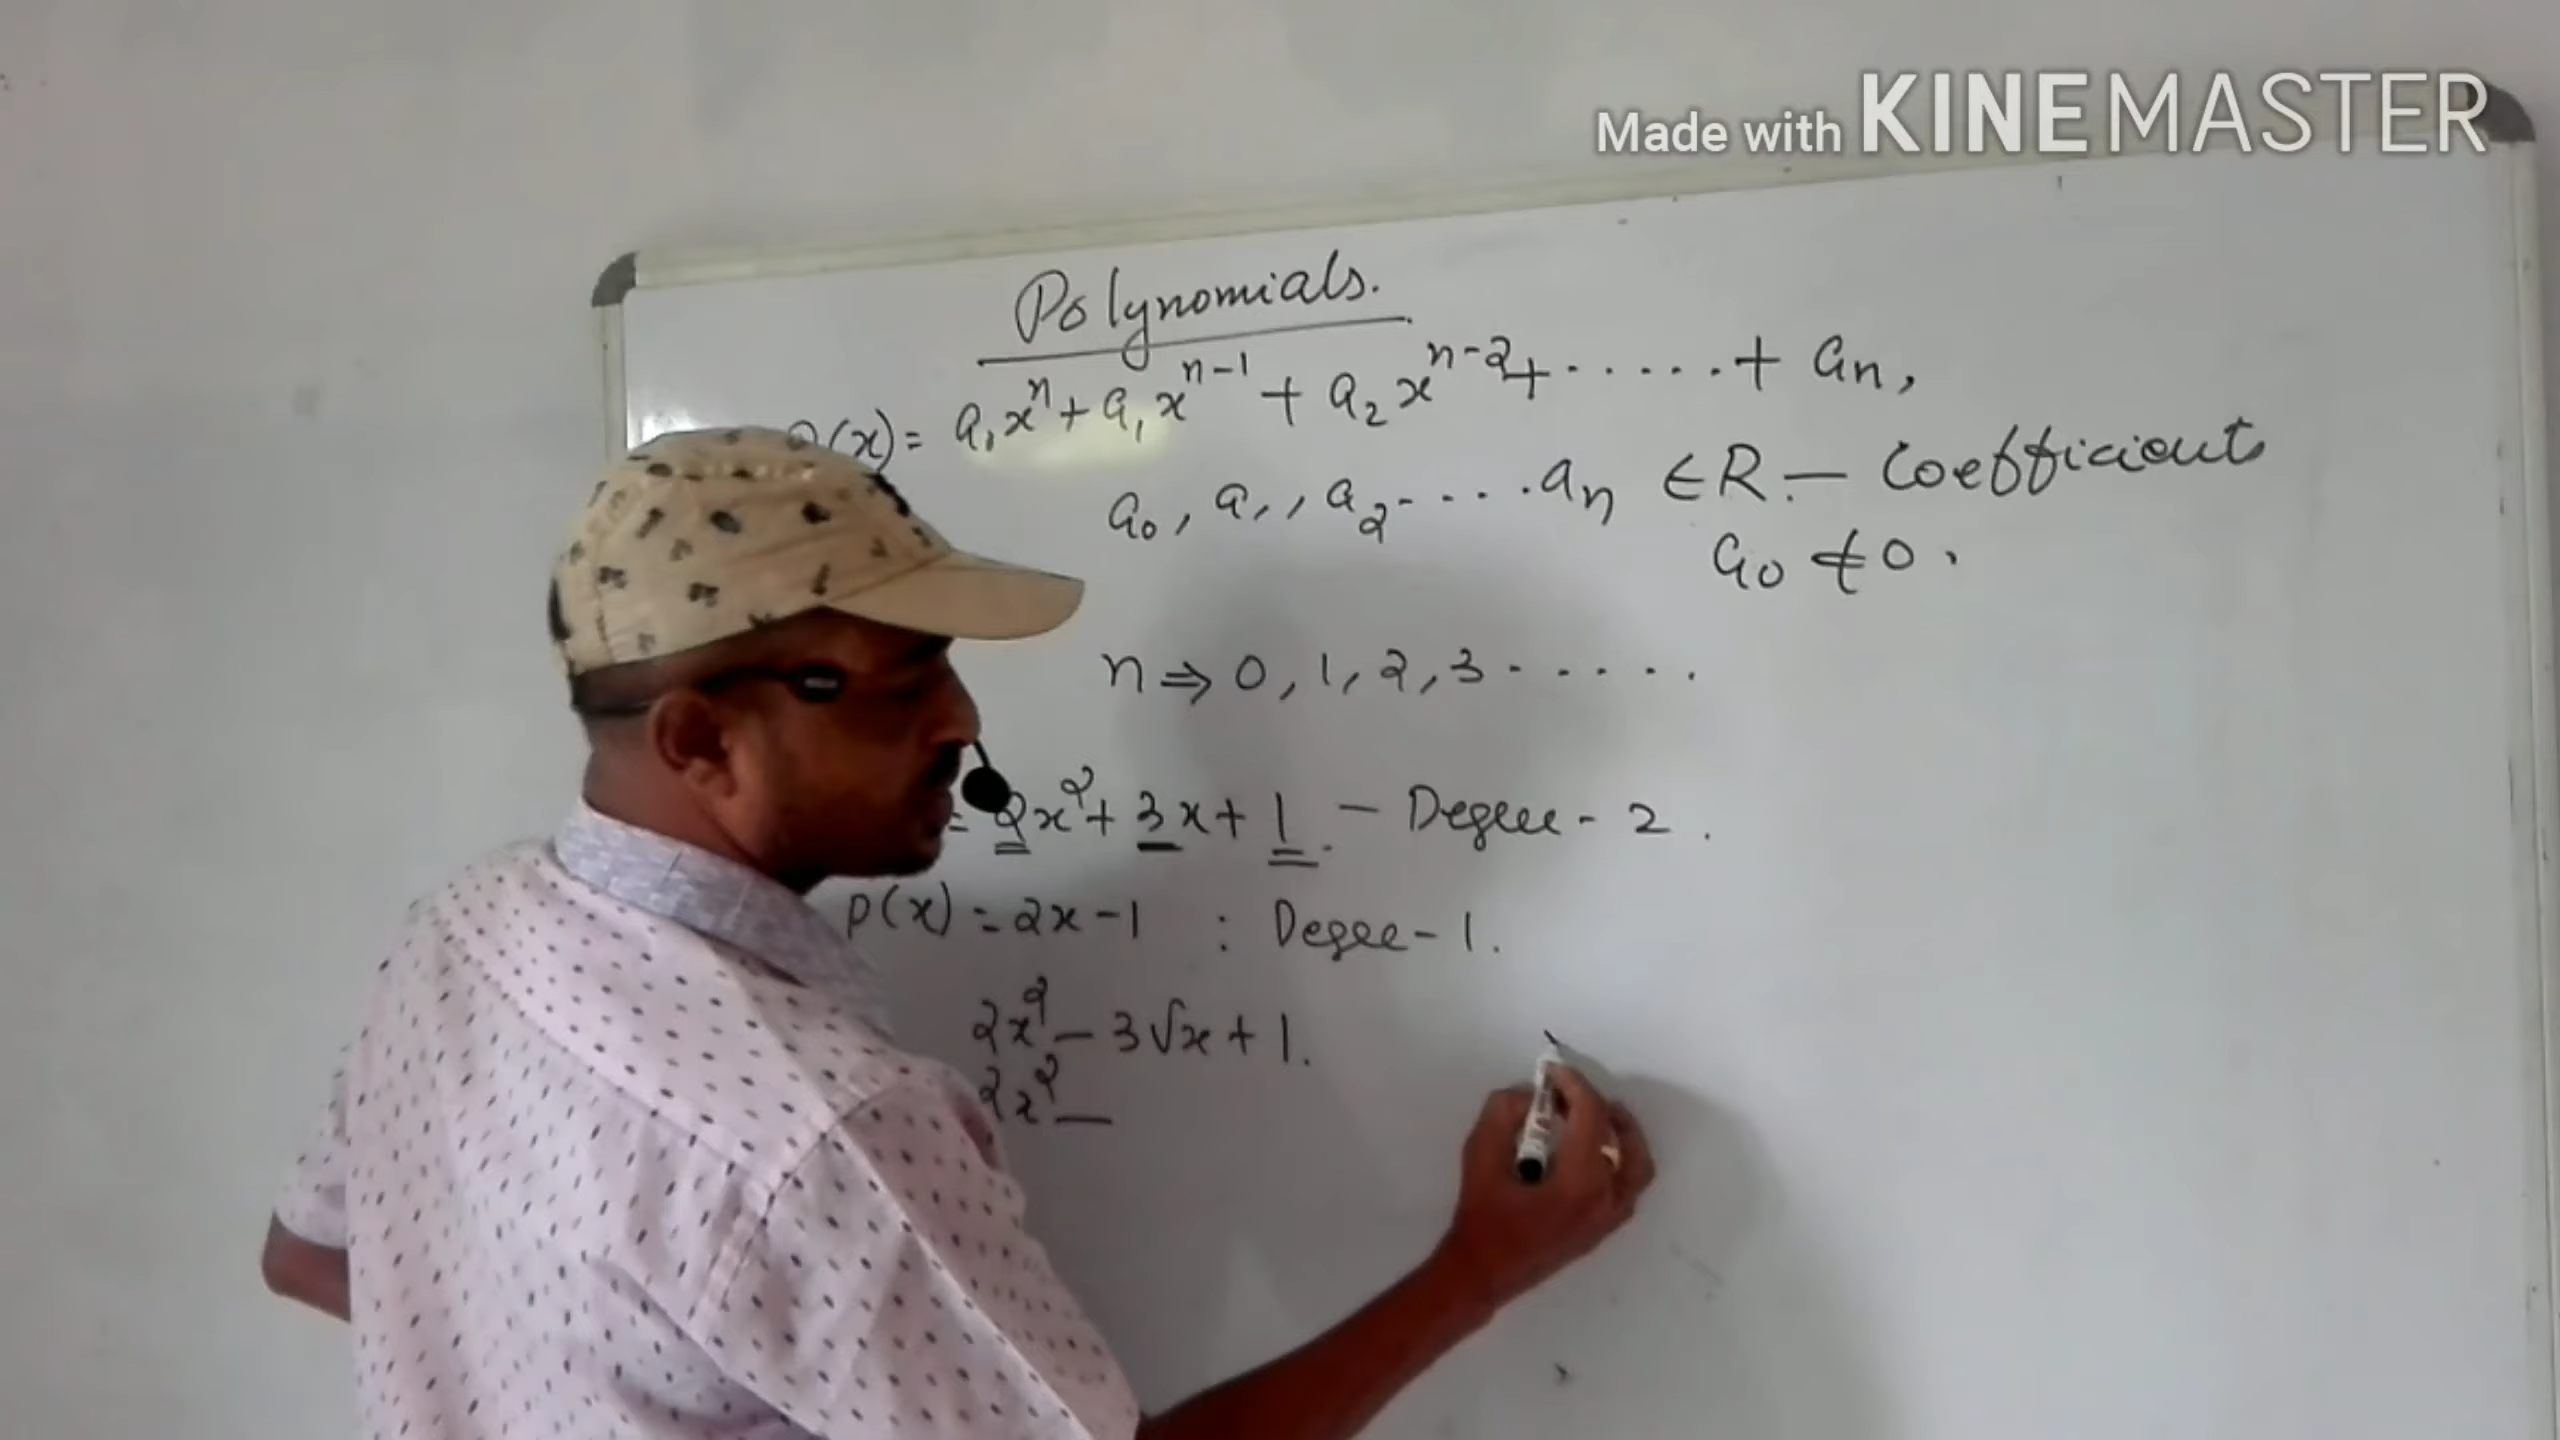 Made with KINEMASTER
Polynomials.
(x) = a₁xⁿ + a₁xⁿ⁻¹ + a₂xⁿ⁻² + ...... + aₙ,
a₀, a₁, a₂ ---- .aₙ ∈ R. — Coefficients
a₀ ≠ 0.
n ⇒ 0, 1, 2, 3 - - - - .
= 2x² + 3x + 1. — Degree - 2.
p(x) = 2x - 1 : Degree - 1.
2x² - 3√x + 1.
2x² —